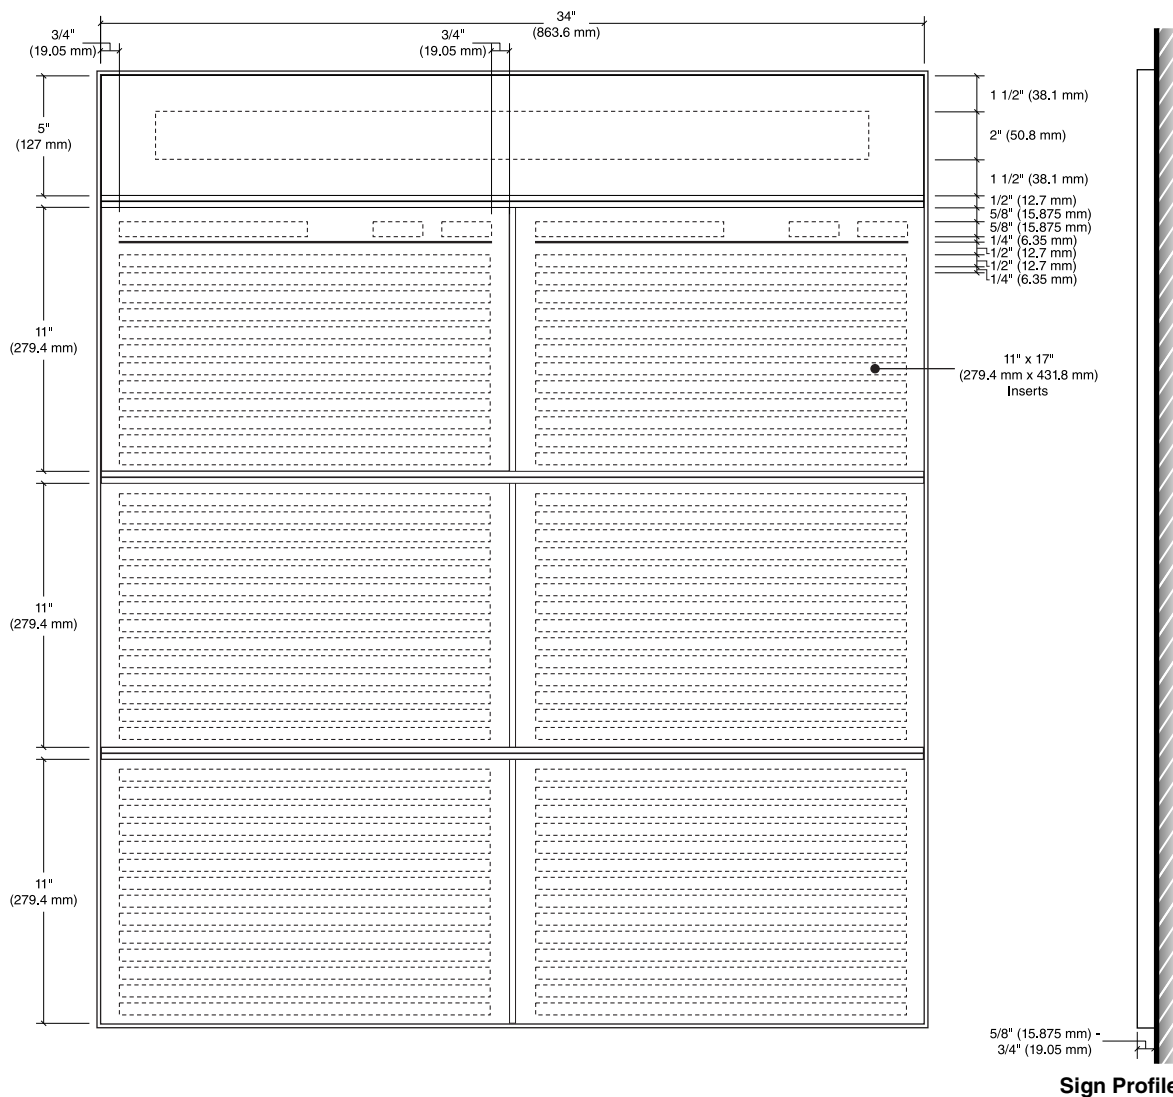 34"
(863.6 mm)
3/4"
(19.05 mm)
3/4"
(19.05 mm)
5"
(127 mm)
1 1/2" (38.1 mm)
2" (50.8 mm)
1 1/2" (38.1 mm)
1/2" (12.7 mm)
5/8" (15.875 mm)
5/8" (15.875 mm)
1/4" (6.35 mm)
1/2" (12.7 mm)
1/2" (12.7 mm)
1/4" (6.35 mm)
11"
(279.4 mm)
11" x 17"
(279.4 mm x 431.8 mm)
Inserts
11"
(279.4 mm)
11"
(279.4 mm)
5/8" (15.875 mm) -
3/4" (19.05 mm)
Sign Profile